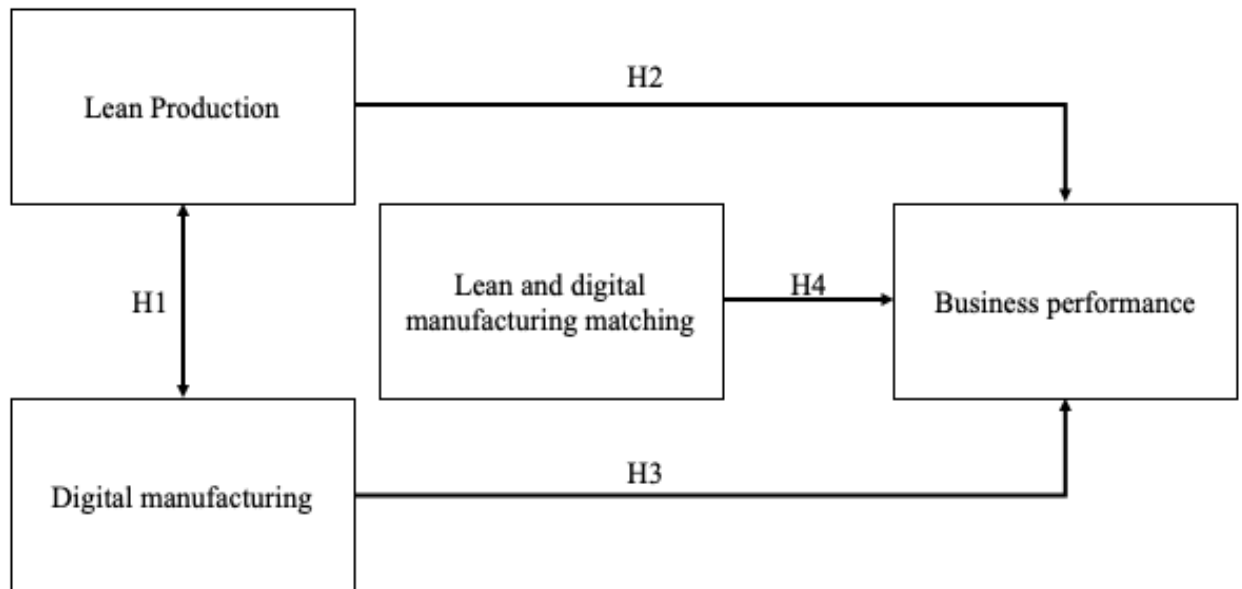 H2
Lean Production
H1
Lean and digital
manufacturing matching
H4
Business performance
H3
Digital manufacturing